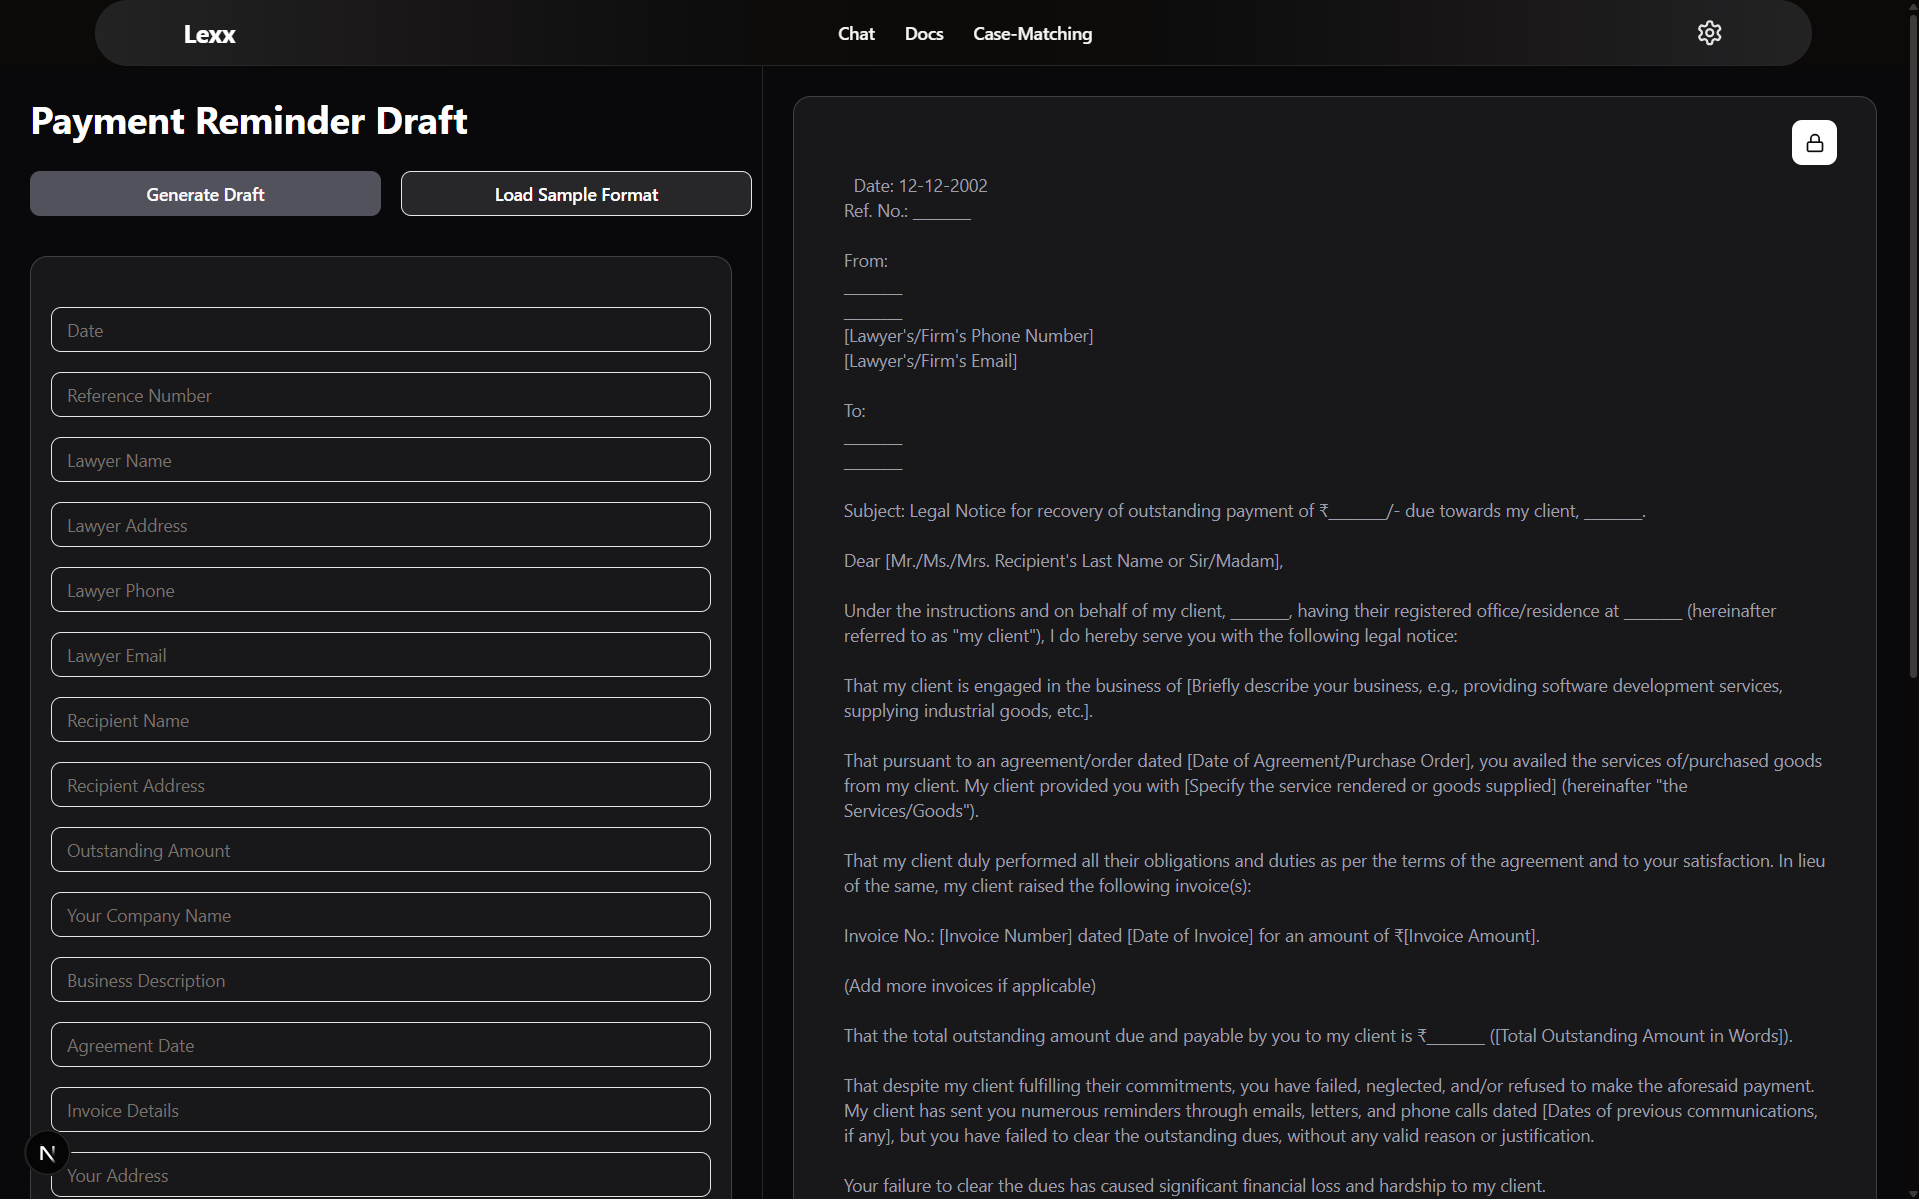 Lexx
Chat Docs Case-Matching
Payment Reminder Draft
Generate Draft
Load Sample Format
Date
Reference Number
Lawyer Name
Lawyer Address
Lawyer Phone
Lawyer Email
Recipient Name
Recipient Address
Outstanding Amount
Your Company Name
Business Description
Agreement Date
Invoice Details
N
Your Address
Date: 12-12-2002
Ref. No.: _______
From:
_______
_______
[Lawyer's/Firm's Phone Number]
[Lawyer's/Firm's Email]
To:
_______
_______
Subject: Legal Notice for recovery of outstanding payment of ₹_______/- due towards my client, _______.
Dear [Mr./Ms./Mrs. Recipient's Last Name or Sir/Madam],
Under the instructions and on behalf of my client, _______, having their registered office/residence at _______ (hereinafter
referred to as "my client"), I do hereby serve you with the following legal notice:
That my client is engaged in the business of [Briefly describe your business, e.g., providing software development services,
supplying industrial goods, etc.].
That pursuant to an agreement/order dated [Date of Agreement/Purchase Order], you availed the services of/purchased goods
from my client. My client provided you with [Specify the service rendered or goods supplied] (hereinafter "the
Services/Goods").
That my client duly performed all their obligations and duties as per the terms of the agreement and to your satisfaction. In lieu
of the same, my client raised the following invoice(s):
Invoice No.: [Invoice Number] dated [Date of Invoice] for an amount of ₹[Invoice Amount].
(Add more invoices if applicable)
That the total outstanding amount due and payable by you to my client is ₹_______ ([Total Outstanding Amount in Words]).
That despite my client fulfilling their commitments, you have failed, neglected, and/or refused to make the aforesaid payment.
My client has sent you numerous reminders through emails, letters, and phone calls dated [Dates of previous communications,
if any], but you have failed to clear the outstanding dues, without any valid reason or justification.
Your failure to clear the dues has caused significant financial loss and hardship to my client.